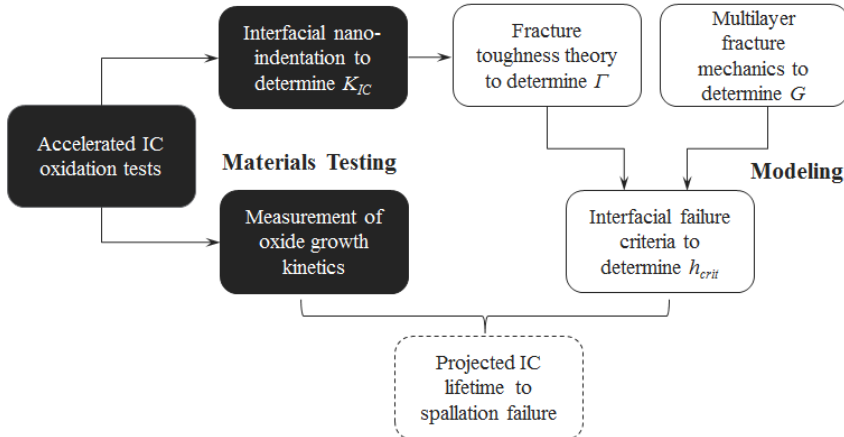 Interfacial nano-
indentation to
determine K_IC
Fracture
toughness theory
to determine Γ
Multilayer
fracture
mechanics to
determine G
Accelerated IC
oxidation tests
Materials Testing
Modeling
Measurement of
oxide growth
kinetics
Interfacial failure
criteria to
determine h_crit
Projected IC
lifetime to
spallation failure